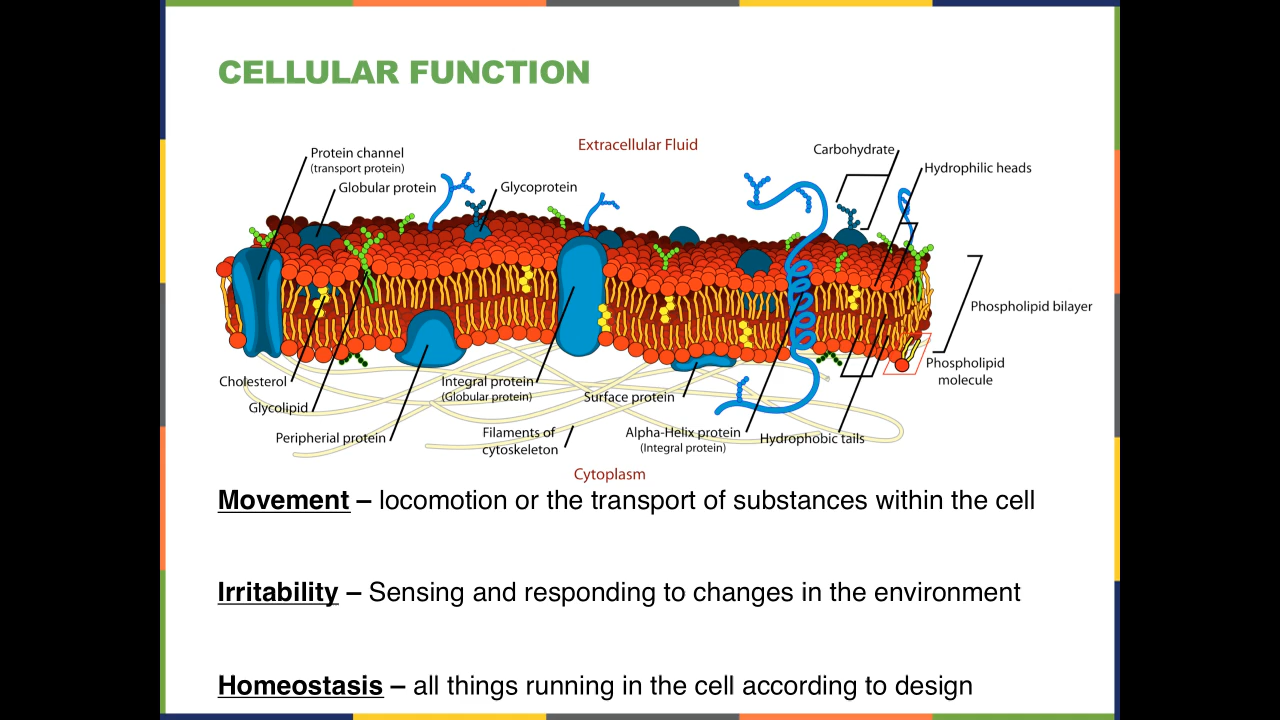 CELLULAR FUNCTION
Extracellular Fluid
Protein channel
(transport protein)
Globular protein
Glycoprotein
Carbohydrate
Hydrophilic heads
Phospholipid bilayer
Phospholipid
molecule
Cholesterol
Glycolipid
Peripherial protein
Integral protein
(Globular protein)
Filaments of
cytoskeleton
Surface protein
Alpha-Helix protein
(Integral protein)
Hydrophobic tails
Cytoplasm
Movement – locomotion or the transport of substances within the cell
Irritability – Sensing and responding to changes in the environment
Homeostasis – all things running in the cell according to design